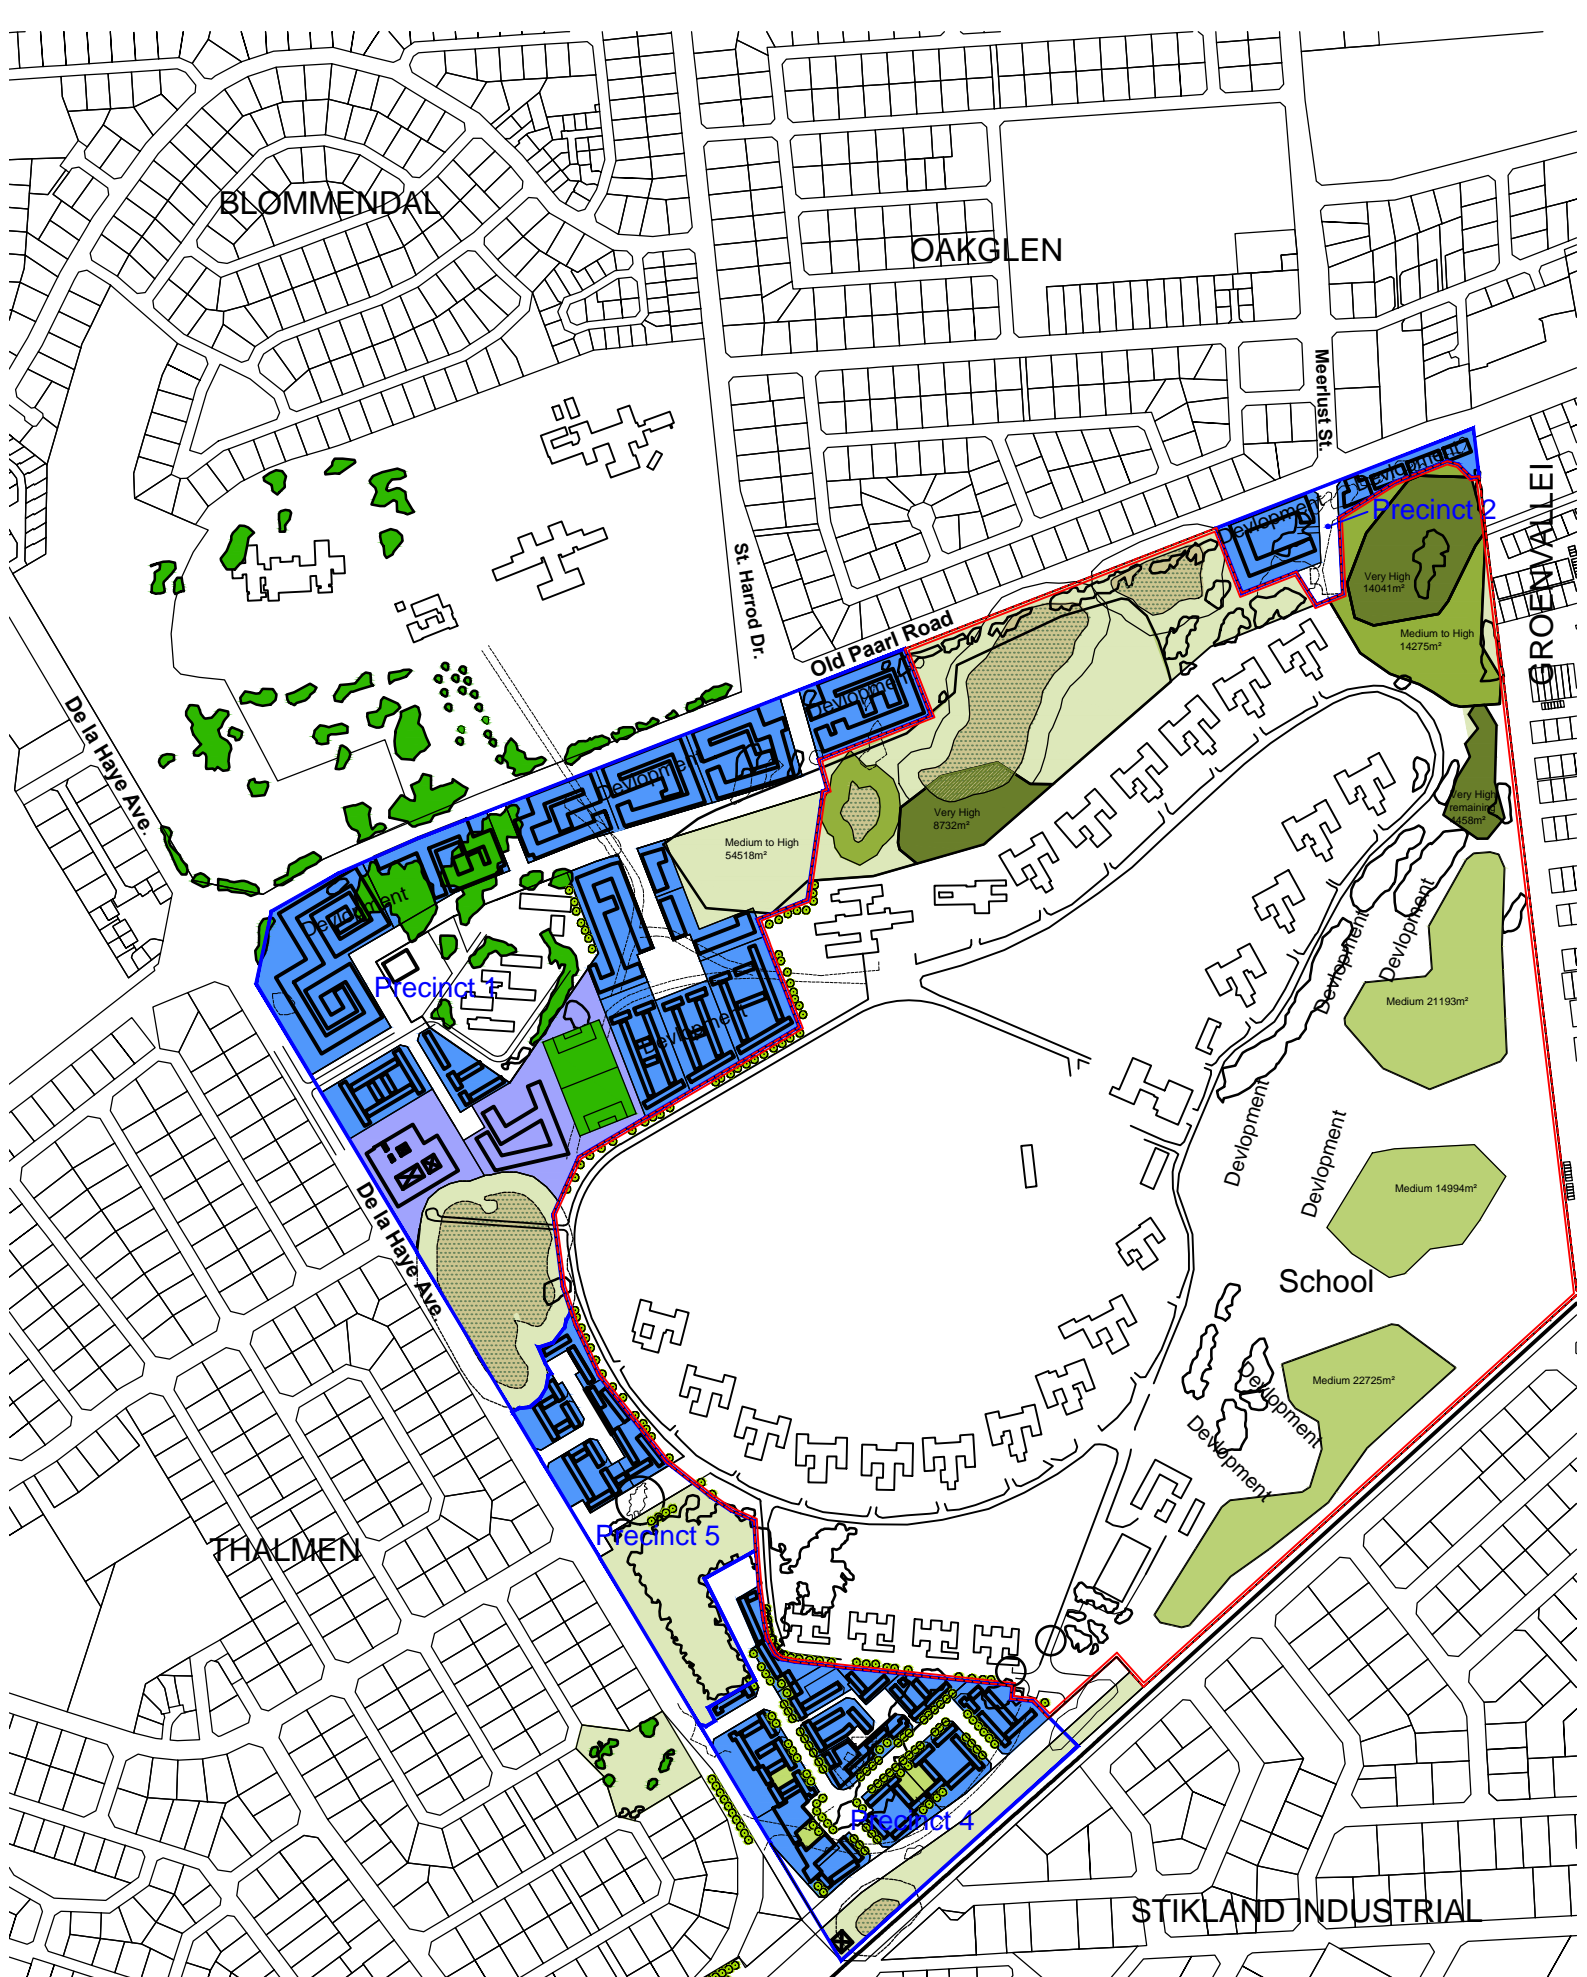 BLOMMENDAL
OAKGLEN
Meerlust St.
Devlopment
GROENVALLEI
Precinct 2
Devlopment
Very High
14041m²
Medium to High
14275m²
St. Harrod Dr.
Old Paarl Road
Devlopment
De la Haye Ave.
Devlopment
Very High
remaining
4458m²
Very High
8732m²
Medium to High
54518m²
Devlopment
Devlopment
Devlopment
Precinct 1
Medium 21193m²
Devlopment
Devlopment
Devlopment
Medium 14994m²
De la Haye Ave.
School
Medium 22725m²
Devlopment
Devlopment
THALMEN
Precinct 5
Precinct 4
STIKLAND INDUSTRIAL